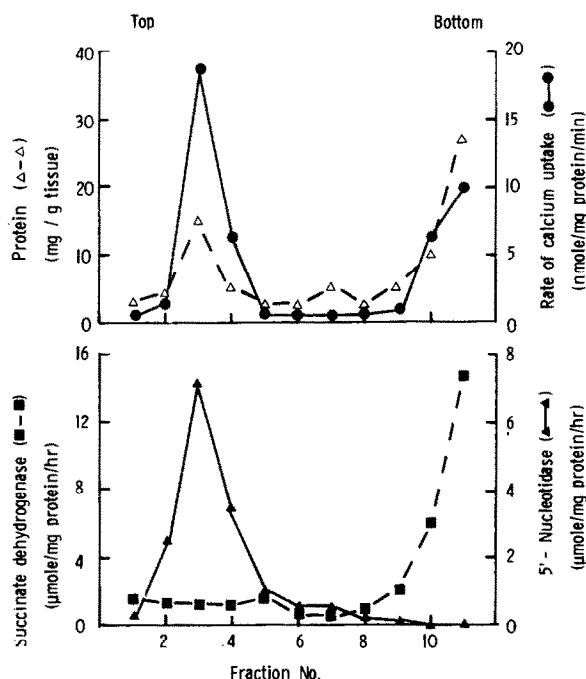 Top
Bottom
40
30
20
10
0
Protein (△–△)
(mg / g tissue)
20
15
10
5
0
Rate of calcium uptake (●–●)
(nmole/mg protein/min)
16
12
8
4
0
Succinate dehydrogenase (■–■)
(μmole/mg protein/hr)
8
6
4
2
0
5'- Nucleotidase (▲–▲)
(μmole/mg protein/hr)
2
4
6
8
10
Fraction No.